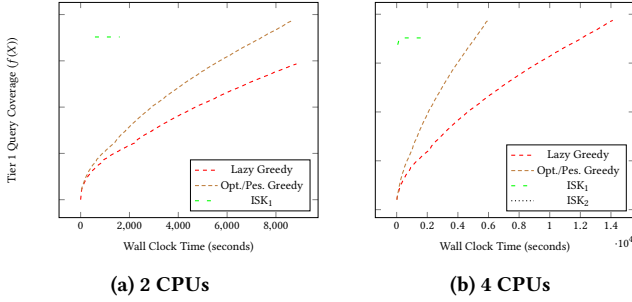 Tier 1 Query Coverage (f(X))
Lazy Greedy
Opt./Pes. Greedy
ISK₁
0 2,000 4,000 6,000 8,000
Wall Clock Time (seconds)
(a) 2 CPUs
Lazy Greedy
Opt./Pes. Greedy
ISK₁
ISK₂
0 0.2 0.4 0.6 0.8 1 1.2 1.4
·10⁴
Wall Clock Time (seconds)
(b) 4 CPUs